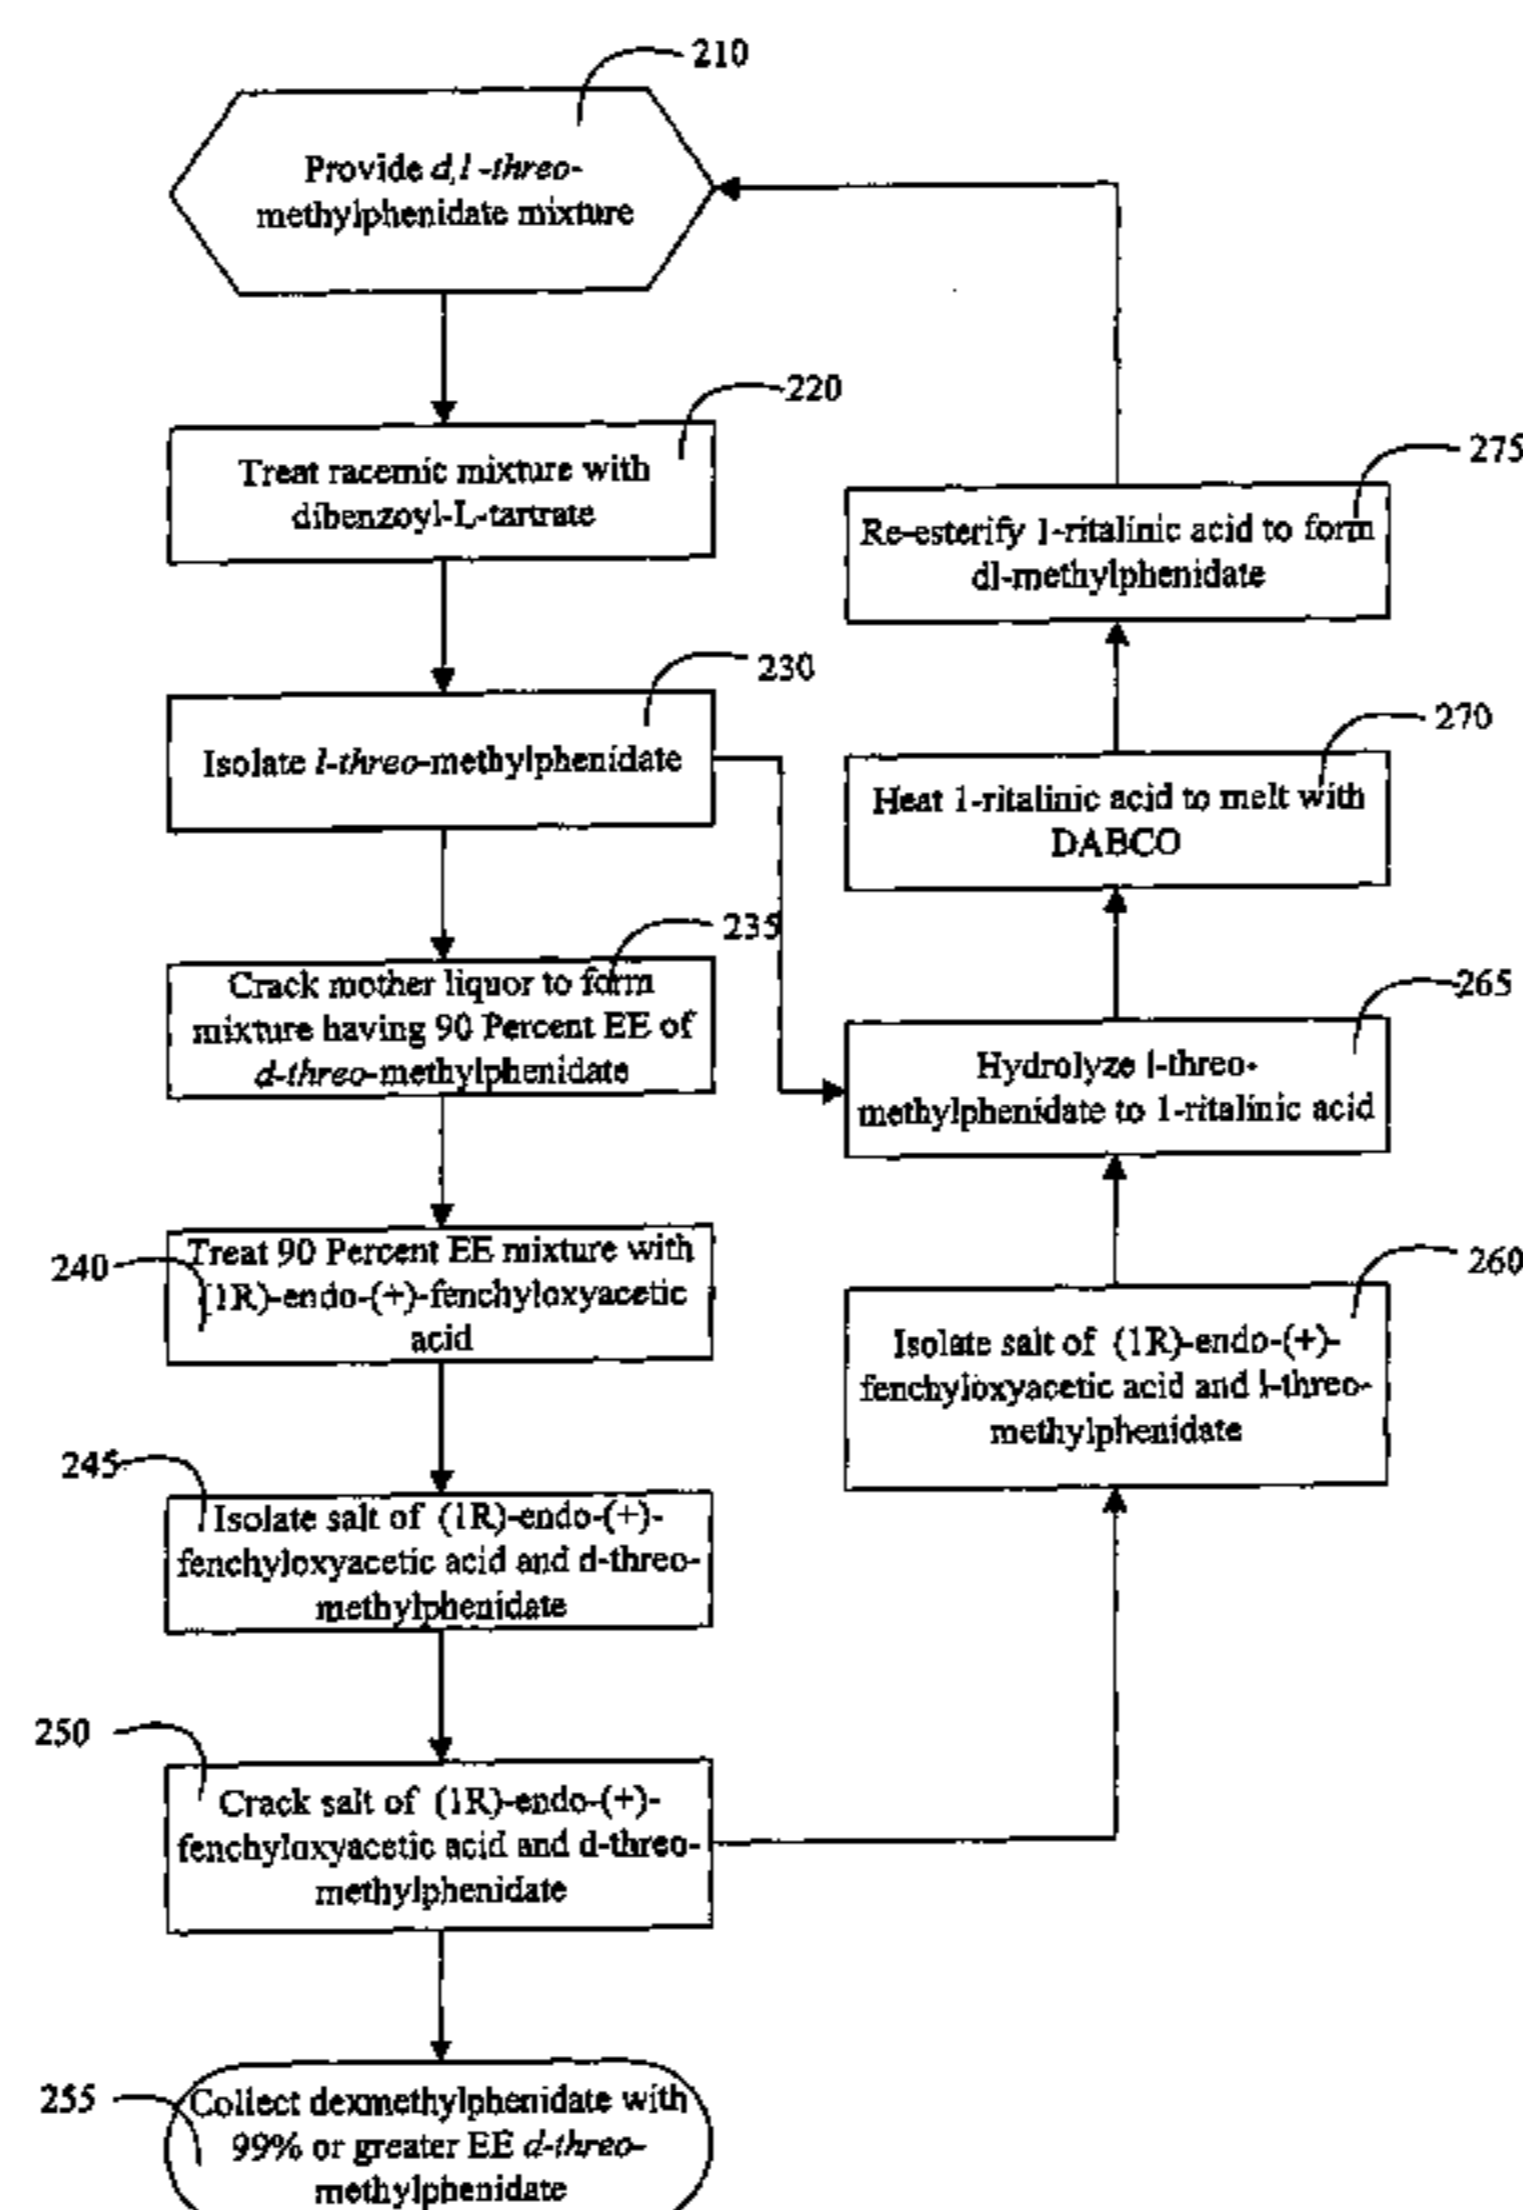 210
Provide d,l -threo-
methylphenidate mixture
220
Treat racemic mixture with
dibenzoyl-L-tartrate
230
Isolate l-threo-methylphenidate
235
Crack mother liquor to form
mixture having 90 Percent EE of
d-threo-methylphenidate
240
Treat 90 Percent EE mixture with
(1R)-endo-(+)-fenchyloxyacetic
acid
245
Isolate salt of (1R)-endo-(+)-
fenchyloxyacetic acid and d-threo-
methylphenidate
250
Crack salt of (1R)-endo-(+)-
fenchyloxyacetic acid and d-threo-
methylphenidate
255
Collect dexmethylphenidate with
99% or greater EE d-threo-
methylphenidate
275
Re-esterify l-ritalinic acid to form
dl-methylphenidate
270
Heat 1-ritalinic acid to melt with
DABCO
265
Hydrolyze l-threo-
methylphenidate to 1-ritalinic acid
260
Isolate salt of (1R)-endo-(+)-
fenchyloxyacetic acid and l-threo-
methylphenidate